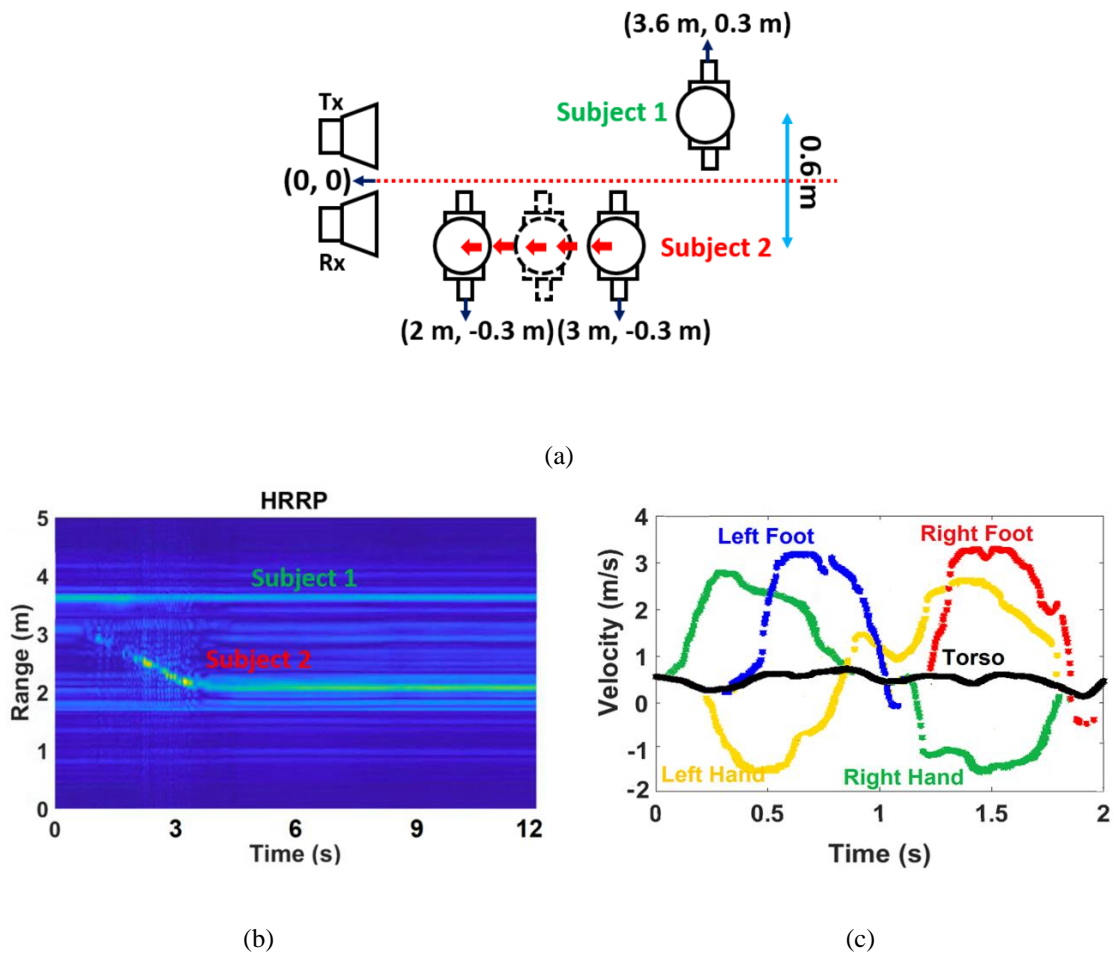 (3.6 m, 0.3 m)
Tx
Subject 1
(0, 0)
0.6 m
Rx
Subject 2
(2 m, -0.3 m) (3 m, -0.3 m)
(a)
HRRP
5
4
3
2
1
0
Range (m)
Subject 1
Subject 2
0 3 6 9 12
Time (s)
(b)
4
3
2
1
0
-1
-2
Velocity (m/s)
Left Foot
Right Foot
Torso
Left Hand
Right Hand
0 0.5 1 1.5 2
Time (s)
(c)